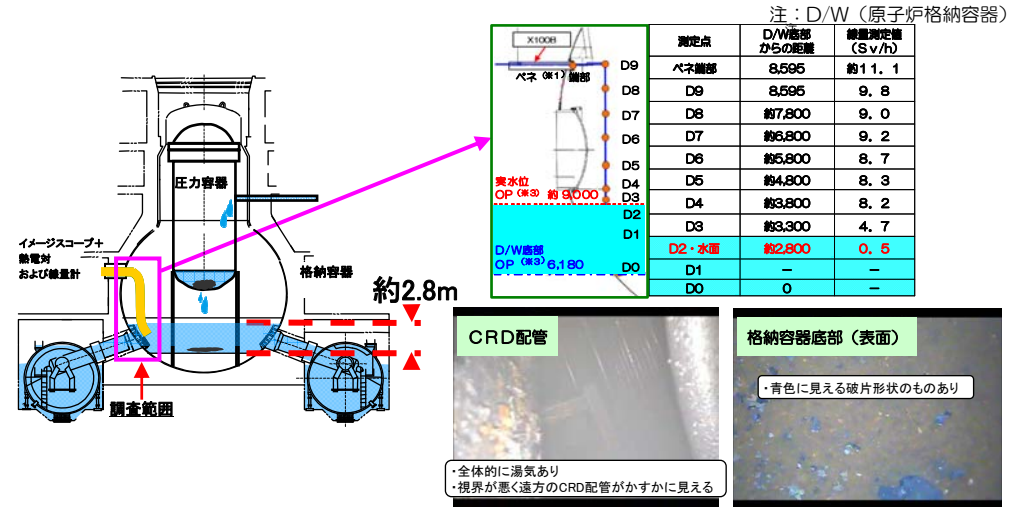 注：D/W（原子炉格納容器）
圧力容器
イメージスコープ＋
熱電対
および線量計
格納容器
約2.8m
調査範囲
X100B
ペネ（※1）端部
D9
D8
D7
D6
D5
D4
D3
D2
D1
D0
実水位
OP（※3）約9,000
D/W底部
OP（※3）6,180
測定点 D/W底部からの距離 線量測定値（Ｓｖ/h）
ペネ端部 8,595 約１１．１
D9 8,595 ９．８
D8 約7,800 ９．０
D7 約6,800 ９．２
D6 約5,800 ８．７
D5 約4,800 ８．３
D4 約3,800 ８．２
D3 約3,300 ４．７
D2・水面 約2,800 ０．５
D1 － －
D0 0 －
ＣＲＤ配管
・全体的に湯気あり
・視界が悪く遠方のCRD配管がかすかに見える
格納容器底部（表面）
・青色に見える破片形状のものあり